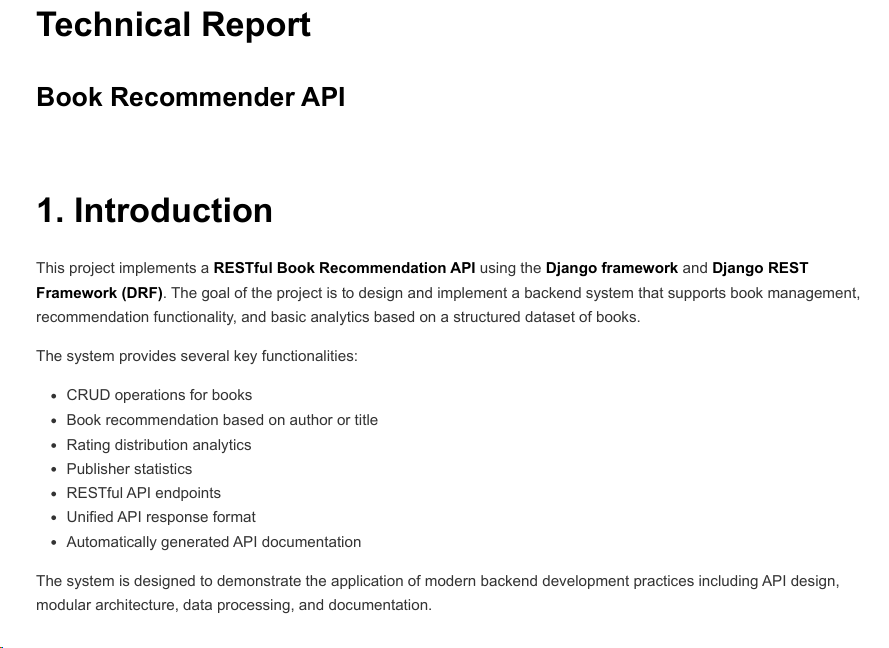 Technical Report
Book Recommender API
1. Introduction
This project implements a RESTful Book Recommendation API using the Django framework and Django REST
Framework (DRF). The goal of the project is to design and implement a backend system that supports book management,
recommendation functionality, and basic analytics based on a structured dataset of books.
The system provides several key functionalities:
• CRUD operations for books
• Book recommendation based on author or title
• Rating distribution analytics
• Publisher statistics
• RESTful API endpoints
• Unified API response format
• Automatically generated API documentation
The system is designed to demonstrate the application of modern backend development practices including API design,
modular architecture, data processing, and documentation.